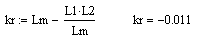 kr := Lm − L1·L2/Lm    kr = −0.011